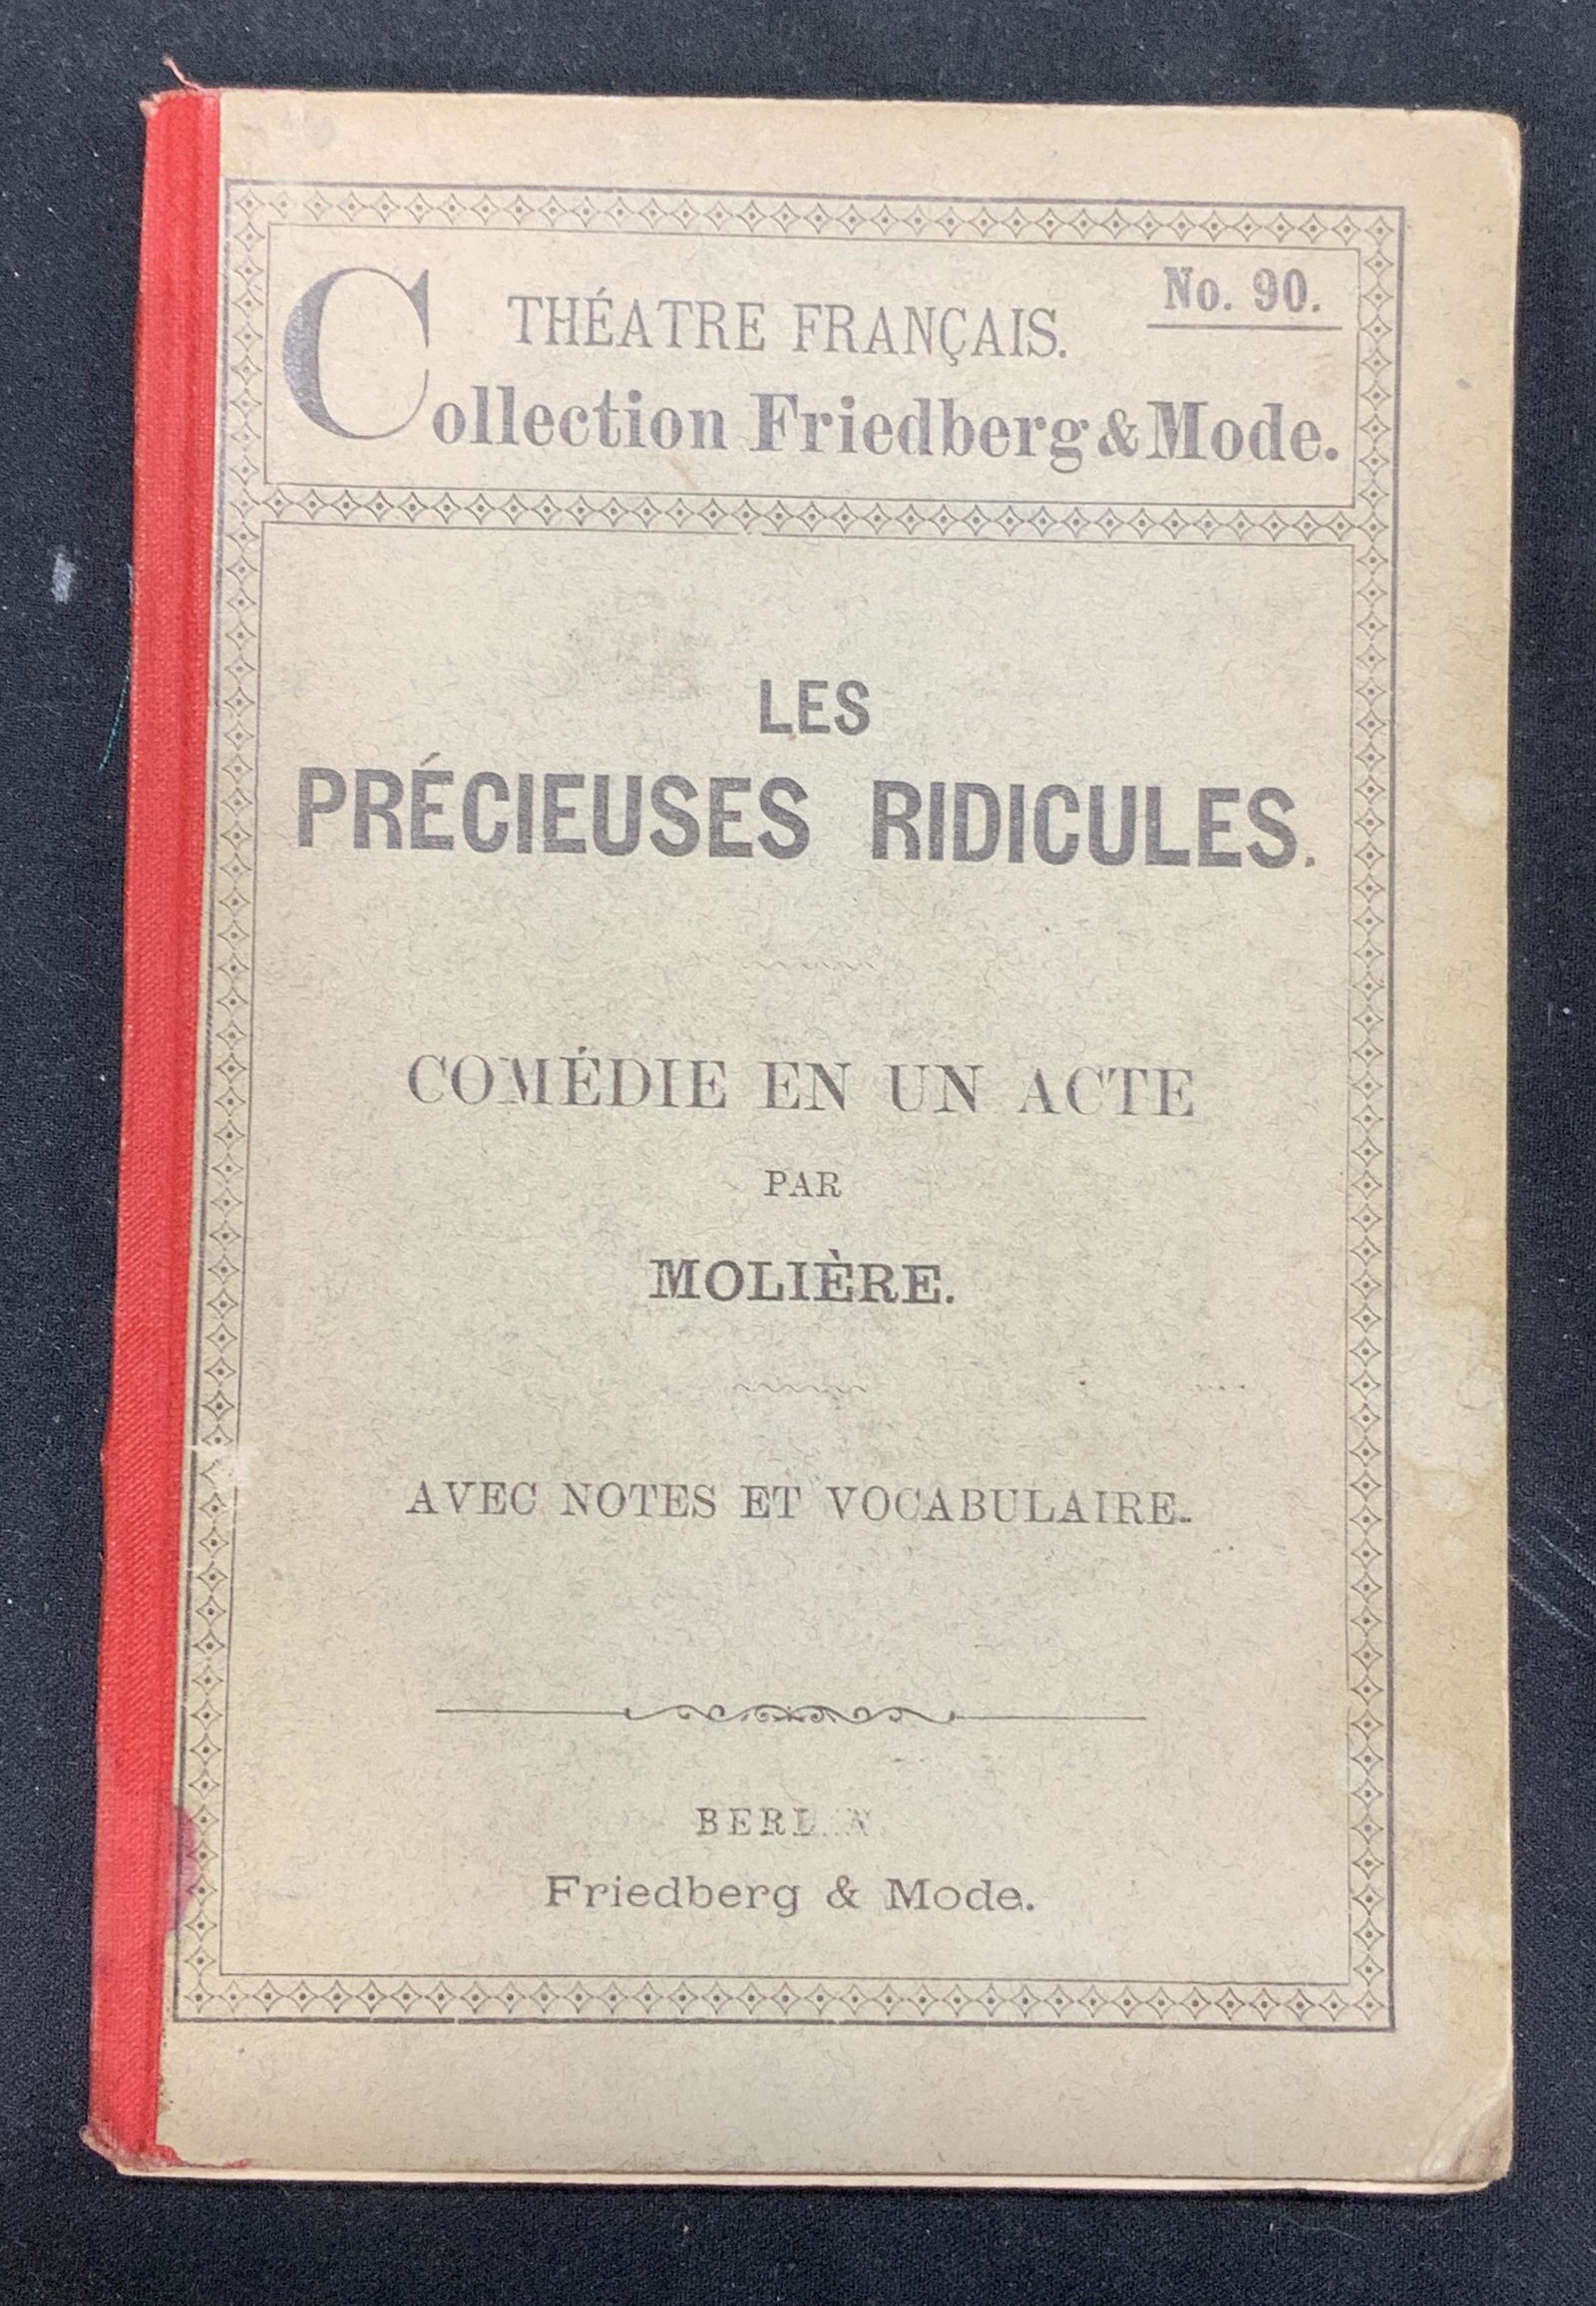 THÉATRE FRANÇAIS.
No. 90.
Collection Friedberg & Mode.
LES
PRÉCIEUSES RIDICULES.
COMÉDIE EN UN ACTE
PAR
MOLIÈRE.
AVEC NOTES ET VOCABULAIRE.
BERLIN
Friedberg & Mode.